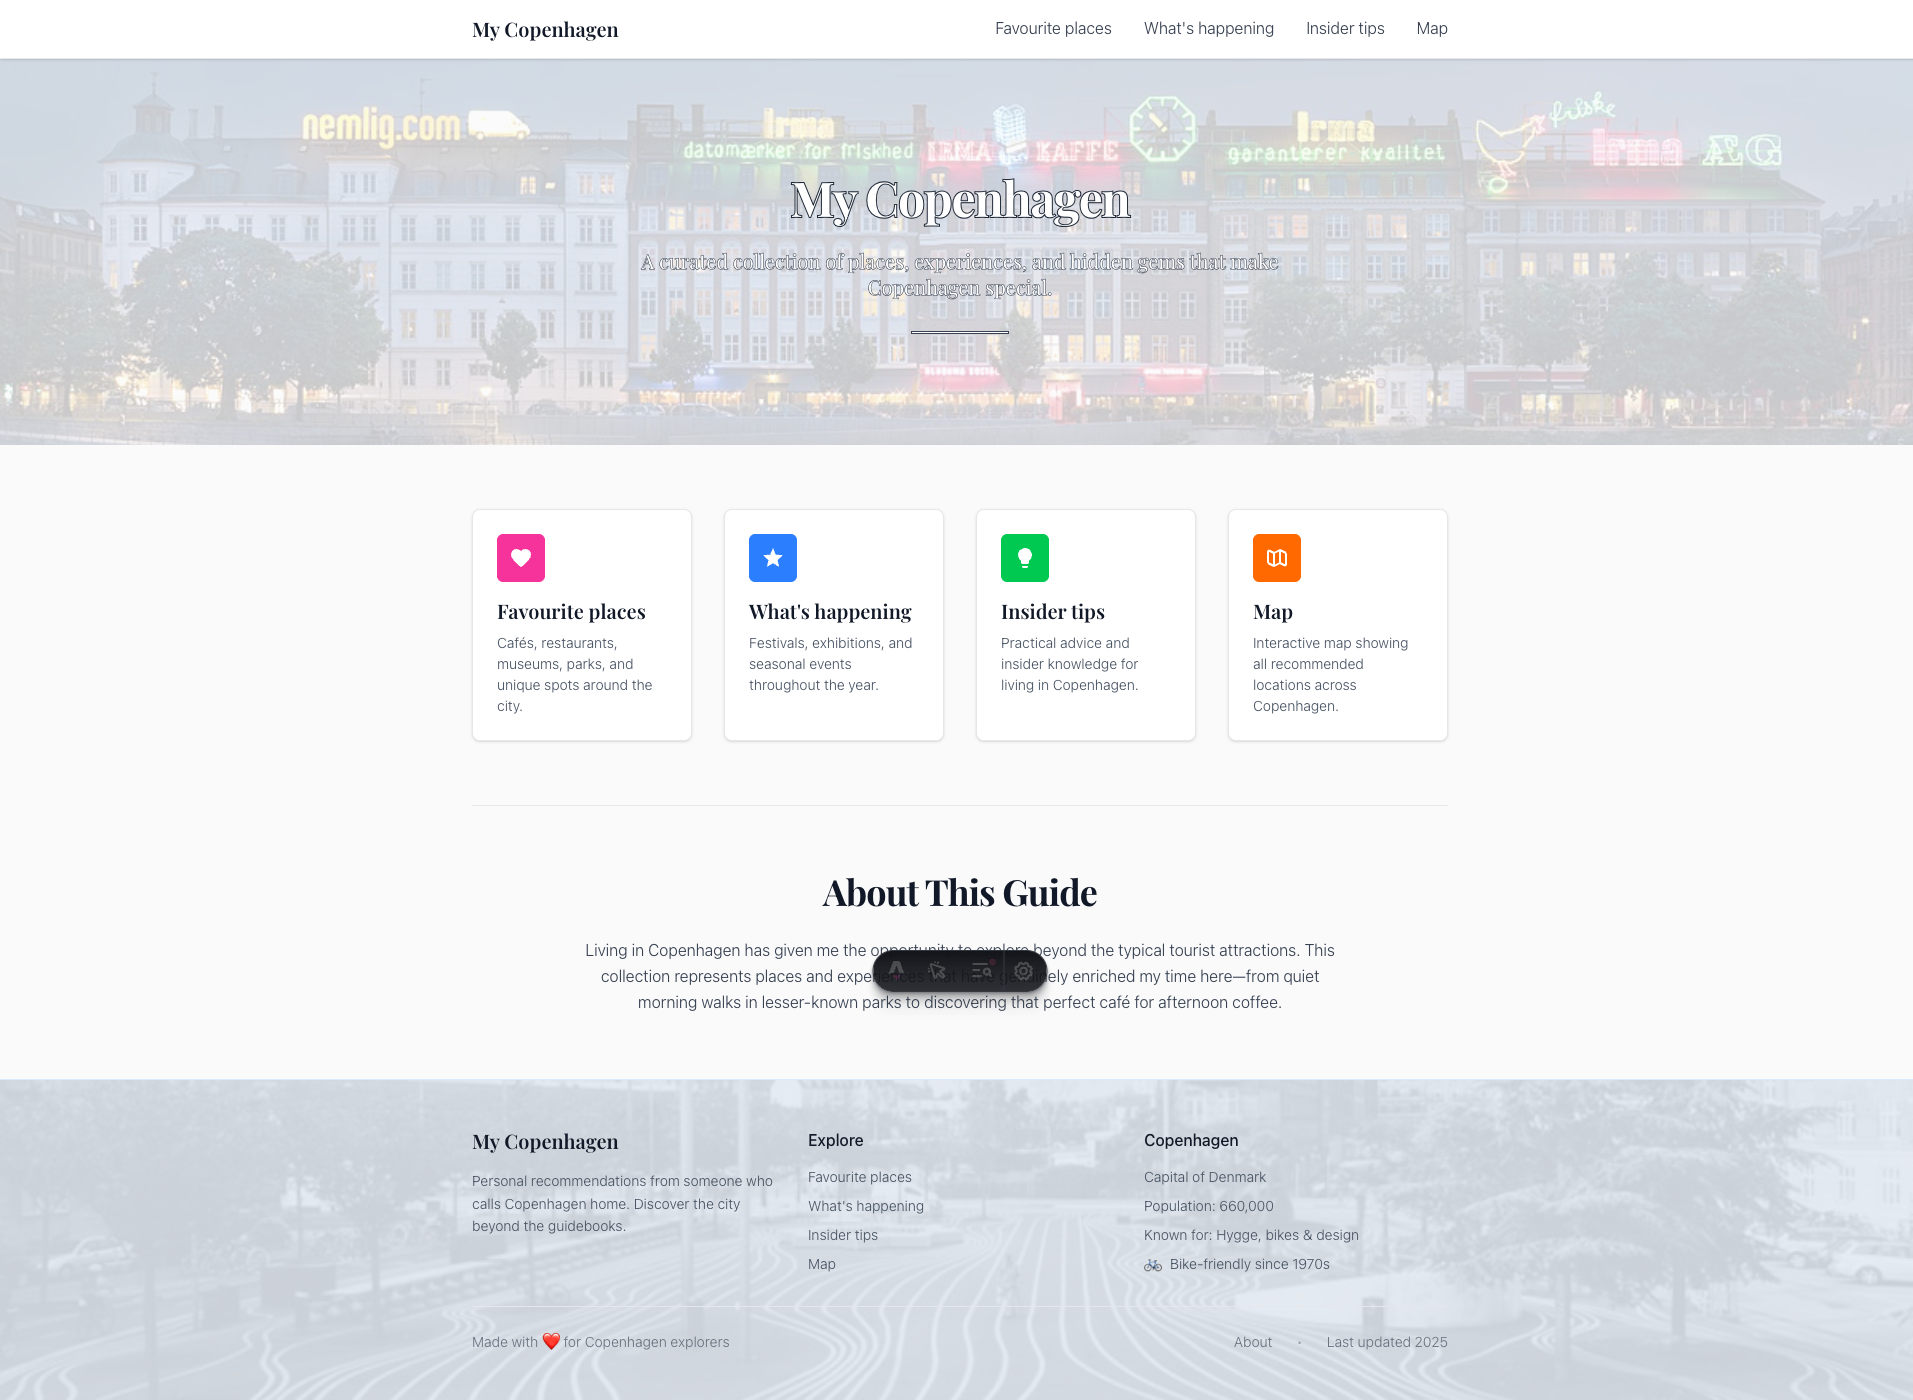 My Copenhagen
Favourite places
What's happening
Insider tips
Map
nemlig.com
Irma
datomærker for friskhed
IRMA KAFFE
Irma
garanterer kvalitet
friske
Irma ÆG
My Copenhagen
A curated collection of places, experiences, and hidden gems that make
Copenhagen special.
Favourite places
Cafés, restaurants,
museums, parks, and
unique spots around the
city.
What's happening
Festivals, exhibitions, and
seasonal events
throughout the year.
Insider tips
Practical advice and
insider knowledge for
living in Copenhagen.
Map
Interactive map showing
all recommended
locations across
Copenhagen.
About This Guide
Living in Copenhagen has given me the opportunity to explore beyond the typical tourist attractions. This
collection represents places and experiences that have genuinely enriched my time here—from quiet
morning walks in lesser-known parks to discovering that perfect café for afternoon coffee.
My Copenhagen
Personal recommendations from someone who
calls Copenhagen home. Discover the city
beyond the guidebooks.
Explore
Favourite places
What's happening
Insider tips
Map
Copenhagen
Capital of Denmark
Population: 660,000
Known for: Hygge, bikes & design
🚲 Bike-friendly since 1970s
Made with ❤️ for Copenhagen explorers
About · Last updated 2025